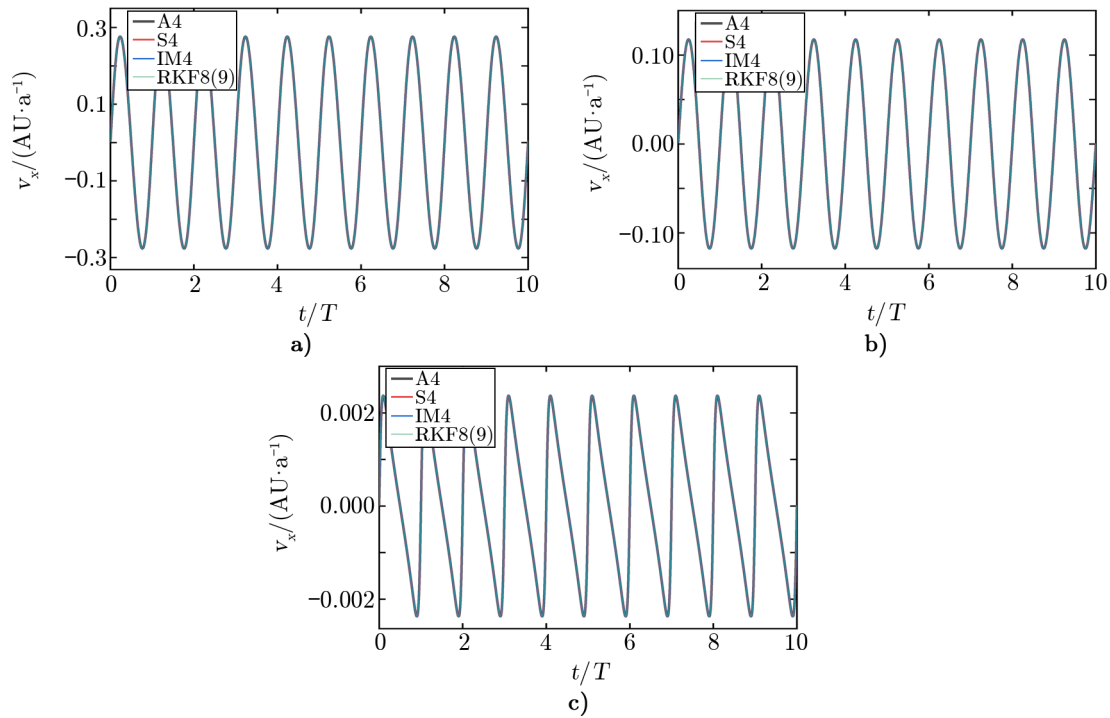 0.3
0.1
−0.1
−0.3
v_x/(AU·a⁻¹)
A4
S4
IM4
RKF8(9)
0 2 4 6 8 10
t/T
a)
0.10
0.00
−0.10
v_x/(AU·a⁻¹)
A4
S4
IM4
RKF8(9)
0 2 4 6 8 10
t/T
b)
0.002
0.000
−0.002
v_x/(AU·a⁻¹)
A4
S4
IM4
RKF8(9)
0 2 4 6 8 10
t/T
c)